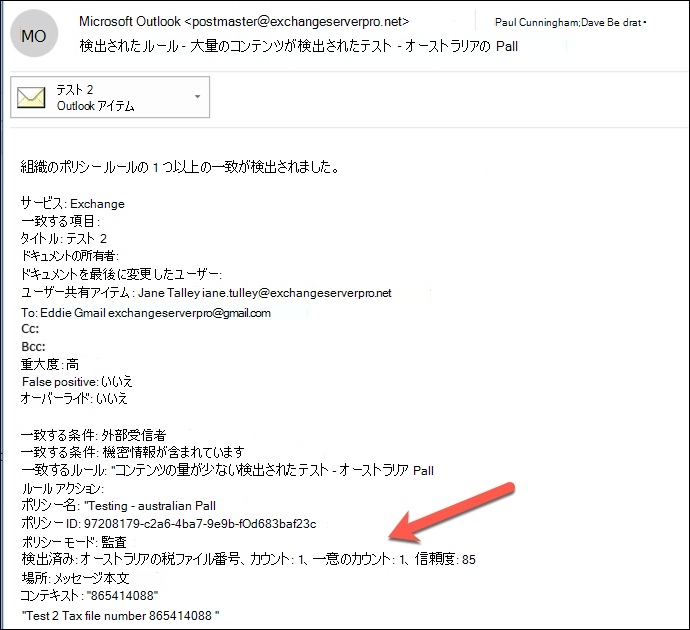 MO
Microsoft Outlook <postmaster@exchangeserverpro.net>
Paul Cunningham;Dave Be drat・
検出されたルール - 大量のコンテンツが検出されたテスト - オーストラリアの Pall
テスト 2
Outlook アイテム
組織のポリシー ルールの 1 つ以上の一致が検出されました。
サービス: Exchange
一致する項目:
タイトル: テスト 2
ドキュメントの所有者:
ドキュメントを最後に変更したユーザー:
ユーザー共有アイテム: Jane Talley iane.tulley@exchangeserverpro.net
To: Eddie Gmail exchangeserverpro@gmail.com
Cc:
Bcc:
重大度: 高
False positive: いいえ
オーバーライド: いいえ
一致する条件: 外部受信者
一致する条件: 機密情報が含まれています
一致するルール: "コンテンツの量が少ない検出されたテスト - オーストラリア Pall
ルール アクション:
ポリシー名: "Testing - australian Pall
ポリシー ID: 97208179-c2a6-4ba7-9e9b-fOd683baf23c
ポリシー モード: 監査
検出済み: オーストラリアの税ファイル番号、カウント: 1、一意のカウント: 1、信頼度: 85
場所: メッセージ本文
コンテキスト: "865414088"
"Test 2 Tax file number 865414088 "